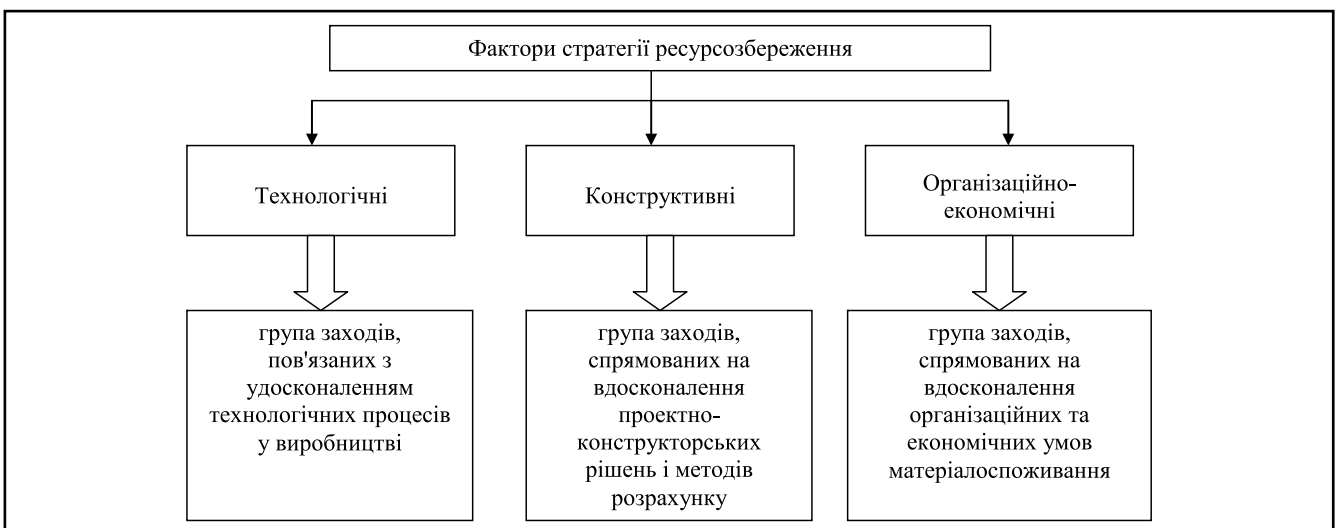 Фактори стратегії ресурсозбереження
Технологічні
Конструктивні
Організаційно-
економічні
група заходів,
пов'язаних з
удосконаленням
технологічних процесів
у виробництві
група заходів,
спрямованих на
вдосконалення
проектно-
конструкторських
рішень і методів
розрахунку
група заходів,
спрямованих на
вдосконалення
організаційних та
економічних умов
матеріалоспоживання